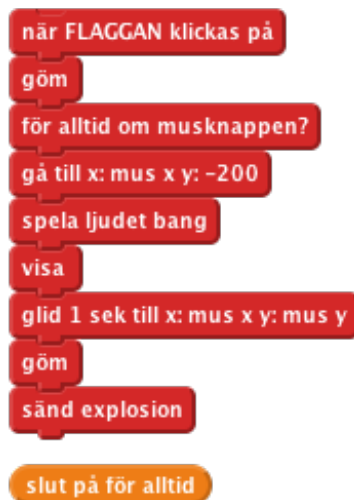 när FLAGGAN klickas på
göm
för alltid om musknappen?
gå till x: mus x y: -200
spela ljudet bang
visa
glid 1 sek till x: mus x y: mus y
göm
sänd explosion
slut på för alltid